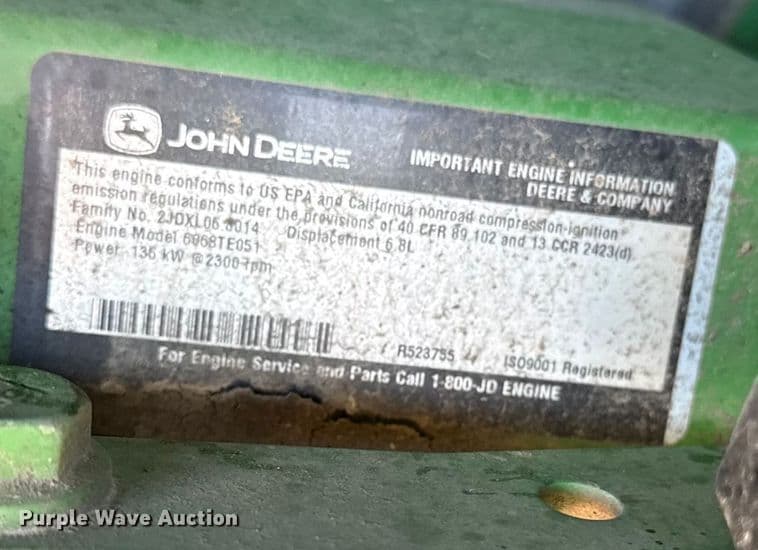 JOHN DEERE
IMPORTANT ENGINE INFORMATION
DEERE & COMPANY
This engine conforms to US EPA and California nonroad compression-ignition
emission regulations under the provisions of 40 CFR 89.102 and 13 CCR 2423(d).
Family No. Displacement 6.8L
Engine Model 6068TE051
Power 136 kW @ 2300 rpm
R523755 ISO9001 Registered
For Engine Service and Parts Call 1-800-JD ENGINE
Purple Wave Auction